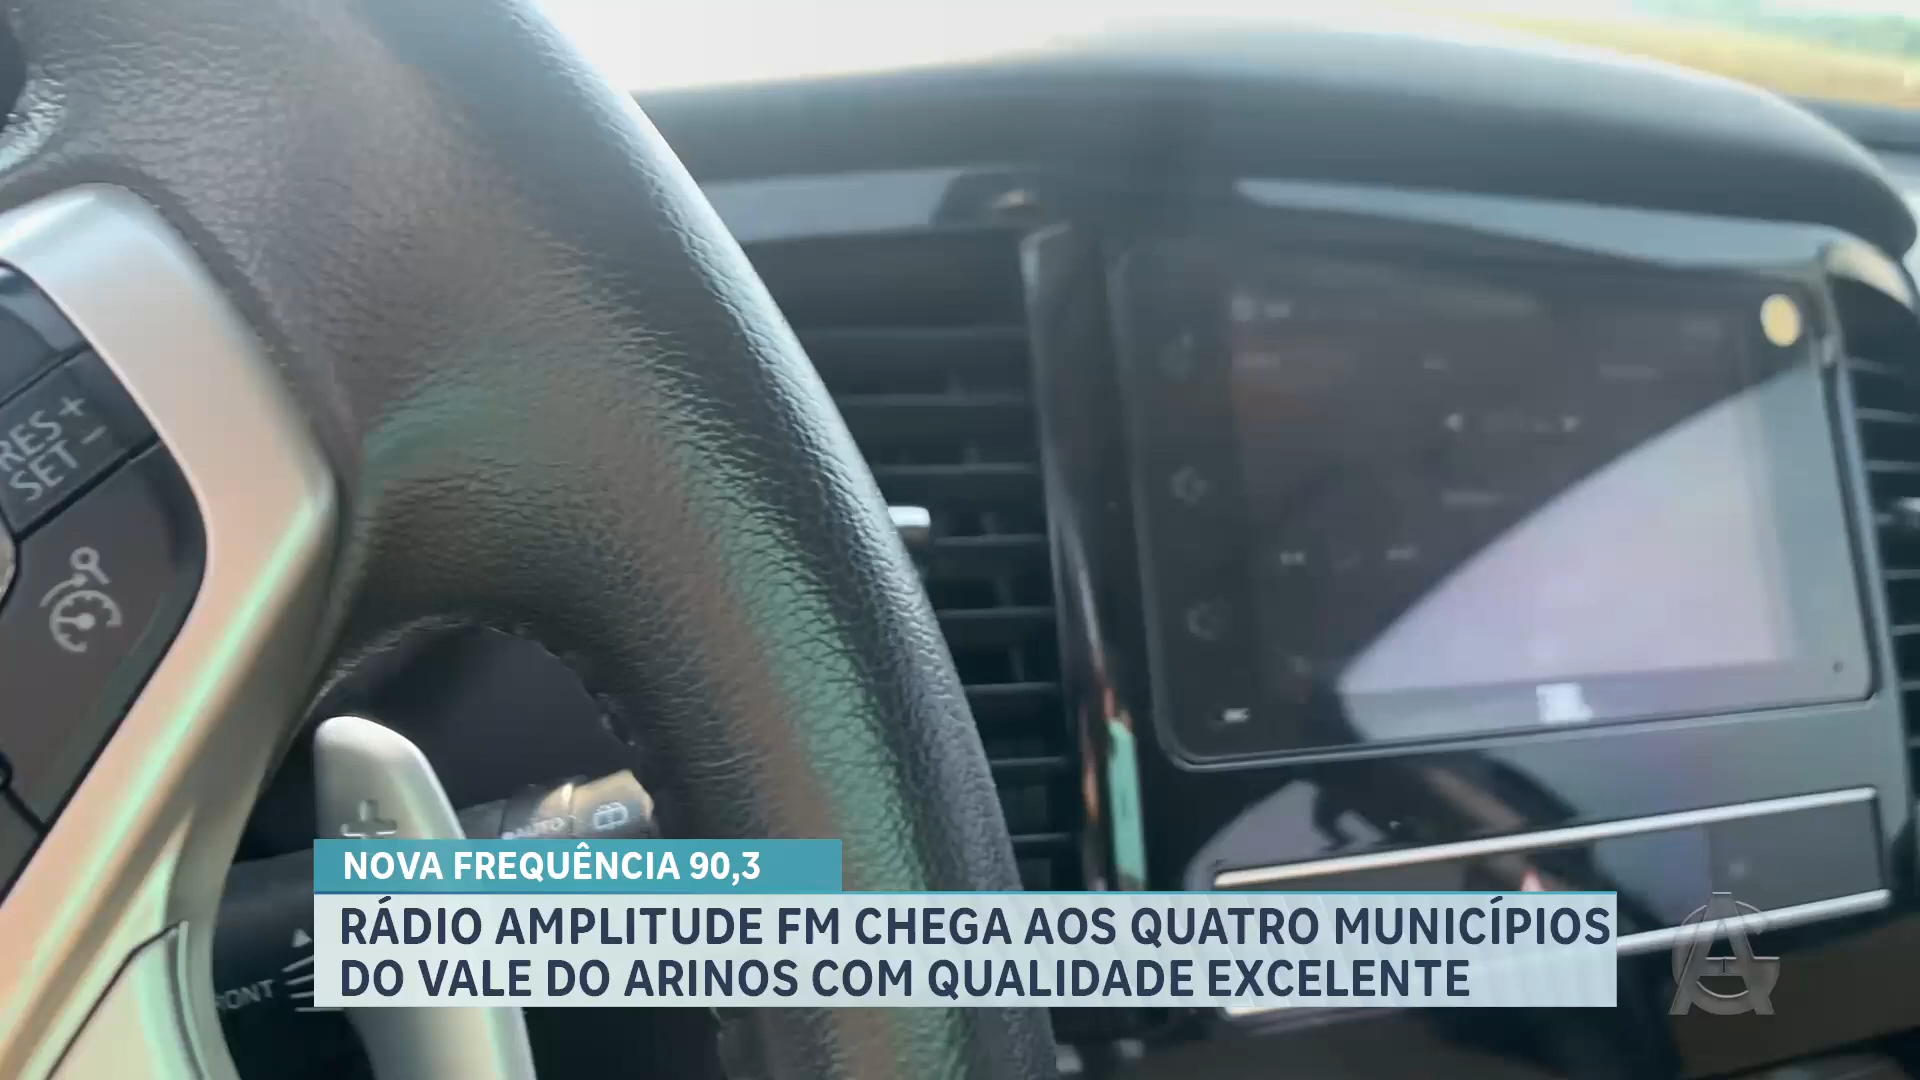 RES +
SET -
AUTO
FRONT
NOVA FREQUÊNCIA 90,3
RÁDIO AMPLITUDE FM CHEGA AOS QUATRO MUNICÍPIOS
DO VALE DO ARINOS COM QUALIDADE EXCELENTE